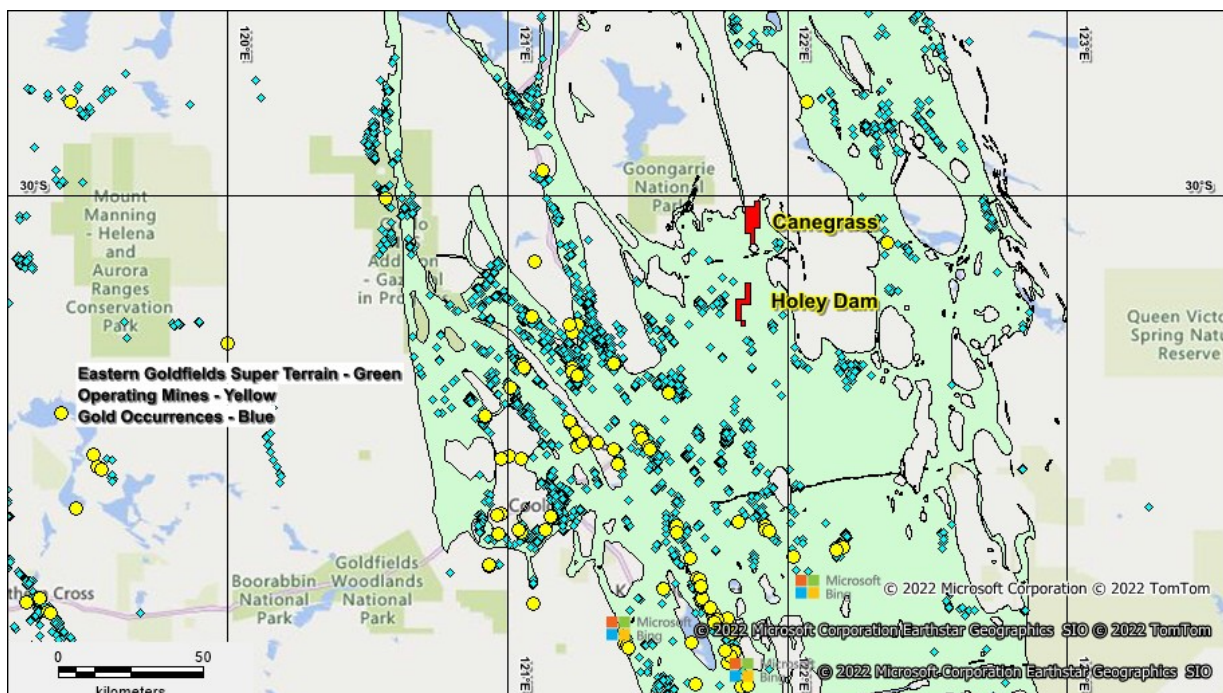 120°E
121°E
122°E
123°E
30°S
30°S
Goongarrie
National
Park
Mount
Manning
- Helena
and
Aurora
Ranges
Conservation
Park
Canegrass
Holey Dam
Queen Victo
Spring Natu
Reserve
Eastern Goldfields Super Terrain - Green
Operating Mines - Yellow
Gold Occurrences - Blue
Goldfields
Woodlands
National
Park
Boorabbin
National
Park
Cross
Microsoft
Bing
© 2022 Microsoft Corporation © 2022 TomTom
Microsoft
Bing
© 2022 Microsoft Corporation Earthstar Geographics SIO © 2022 TomTom
Microsoft
Bing
© 2022 Microsoft Corporation Earthstar Geographics SIO
0 50
kilometers
121°E